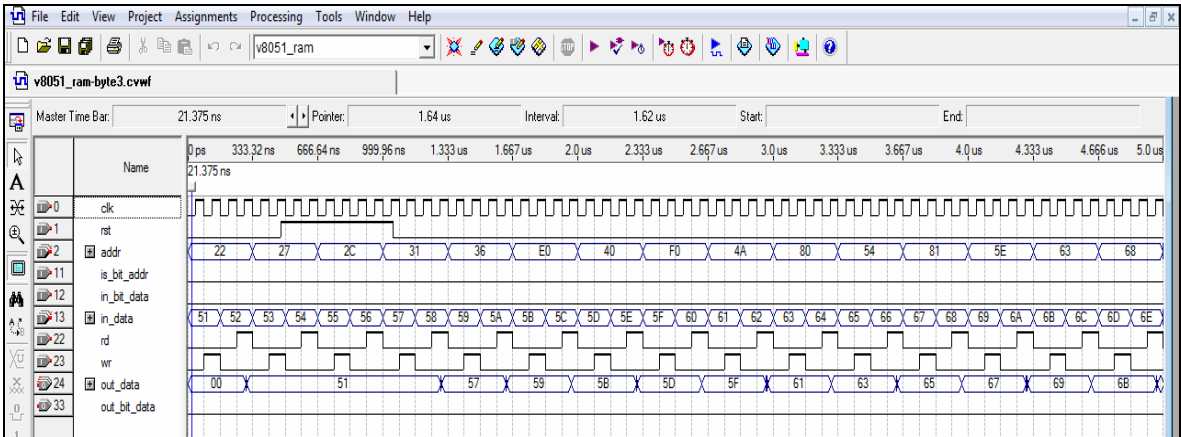 File Edit View Project Assignments Processing Tools Window Help
v8051_ram
STOP
v8051_ram-byte3.cvwf
Master Time Bar: 21.375 ns Pointer: 1.64 us Interval: 1.62 us Start: End:
Name 0 ps 333.32 ns 666.64 ns 999.96 ns 1.333 us 1.667 us 2.0 us 2.333 us 2.667 us 3.0 us 3.333 us 3.667 us 4.0 us 4.333 us 4.666 us 5.0 us
21.375 ns
0 clk
1 rst
2 addr 22 27 2C 31 36 E0 40 F0 4A 80 54 81 5E 63 68
11 is_bit_addr
12 in_bit_data
13 in_data 51 52 53 54 55 56 57 58 59 5A 5B 5C 5D 5E 5F 60 61 62 63 64 65 66 67 68 69 6A 6B 6C 6D 6E
22 rd
23 wr
24 out_data 00 51 57 59 5B 5D 5F 61 63 65 67 69 6B
33 out_bit_data